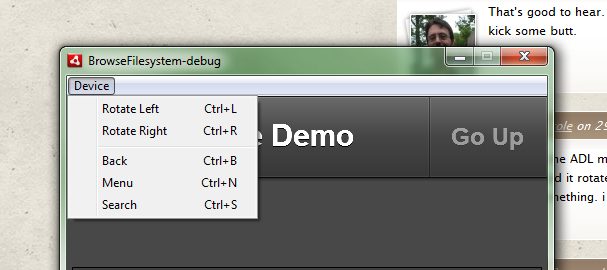 That's good to hear.
kick some butt.
BrowseFilesystem-debug
Device
Rotate Left Ctrl+L
Rotate Right Ctrl+R
Back Ctrl+B
Menu Ctrl+N
Search Ctrl+S
e Demo
Go Up
ole on 29
he ADL m
d it rotate
nething. i